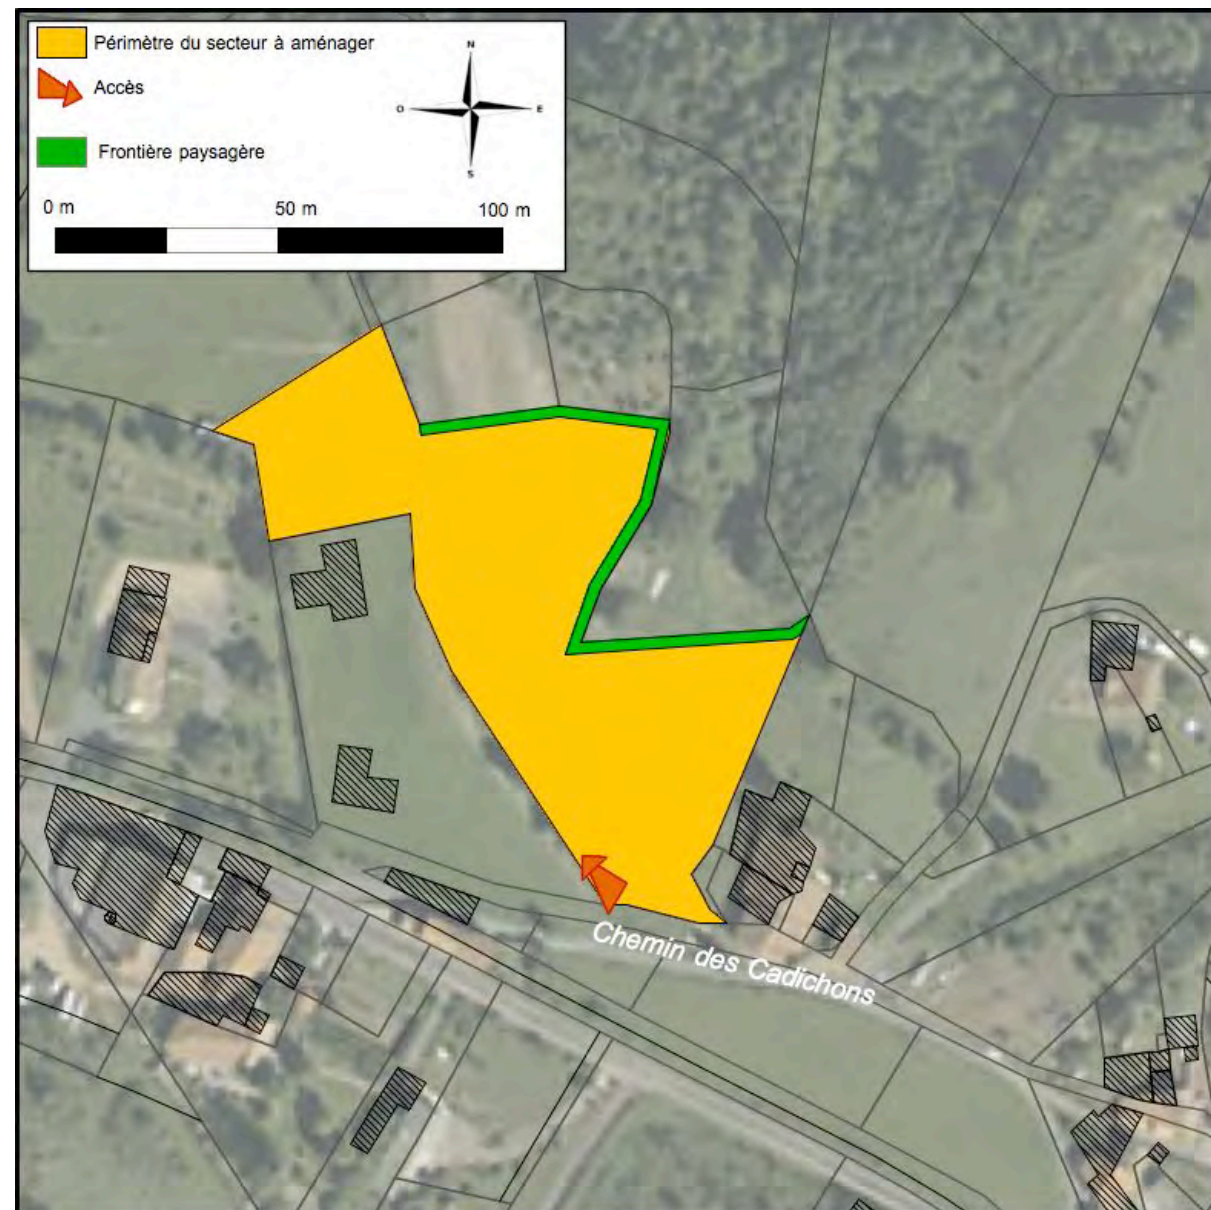 Périmètre du secteur à aménager
Accès
Frontière paysagère
N
O
E
S
0 m 50 m 100 m
Chemin des Cadichons